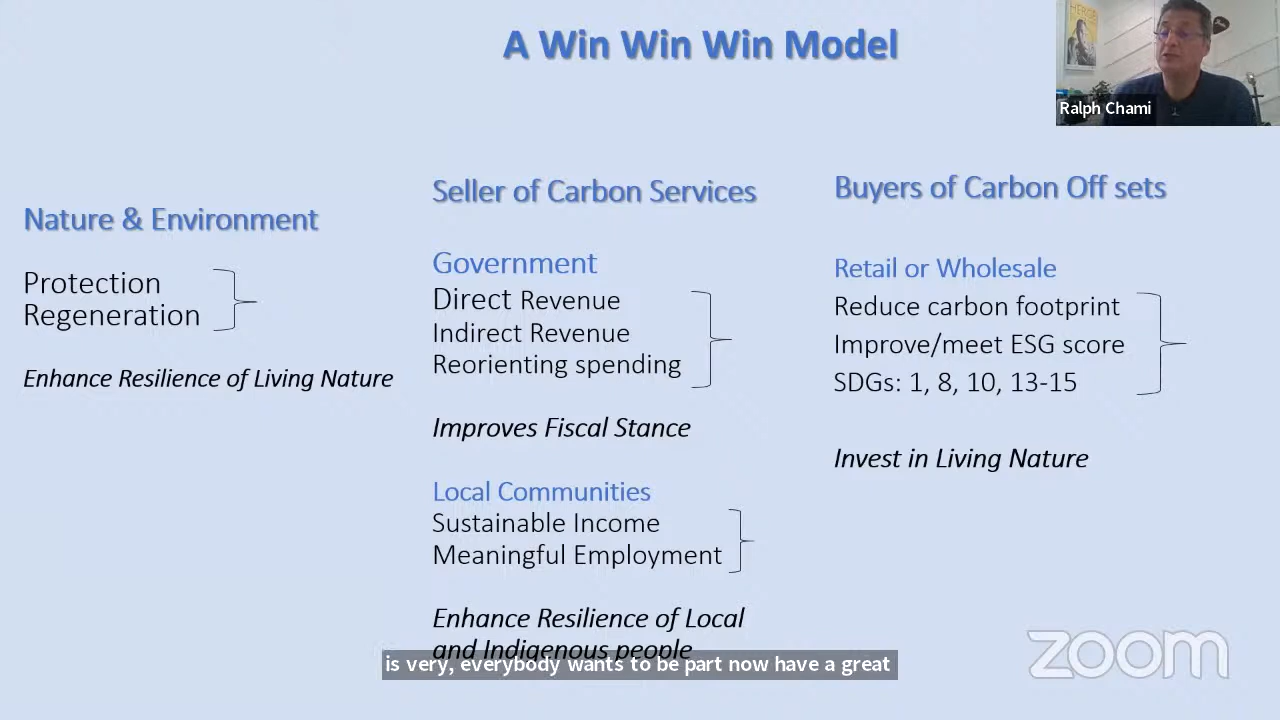 A Win Win Win Model
HERGÉ
Ralph Chami
Nature & Environment
Protection
Regeneration
Enhance Resilience of Living Nature
Seller of Carbon Services
Government
Direct Revenue
Indirect Revenue
Reorienting spending
Improves Fiscal Stance
Local Communities
Sustainable Income
Meaningful Employment
Enhance Resilience of Local
and Indigenous people
Buyers of Carbon Off sets
Retail or Wholesale
Reduce carbon footprint
Improve/meet ESG score
SDGs: 1, 8, 10, 13-15
Invest in Living Nature
is very, everybody wants to be part now have a great
zoom